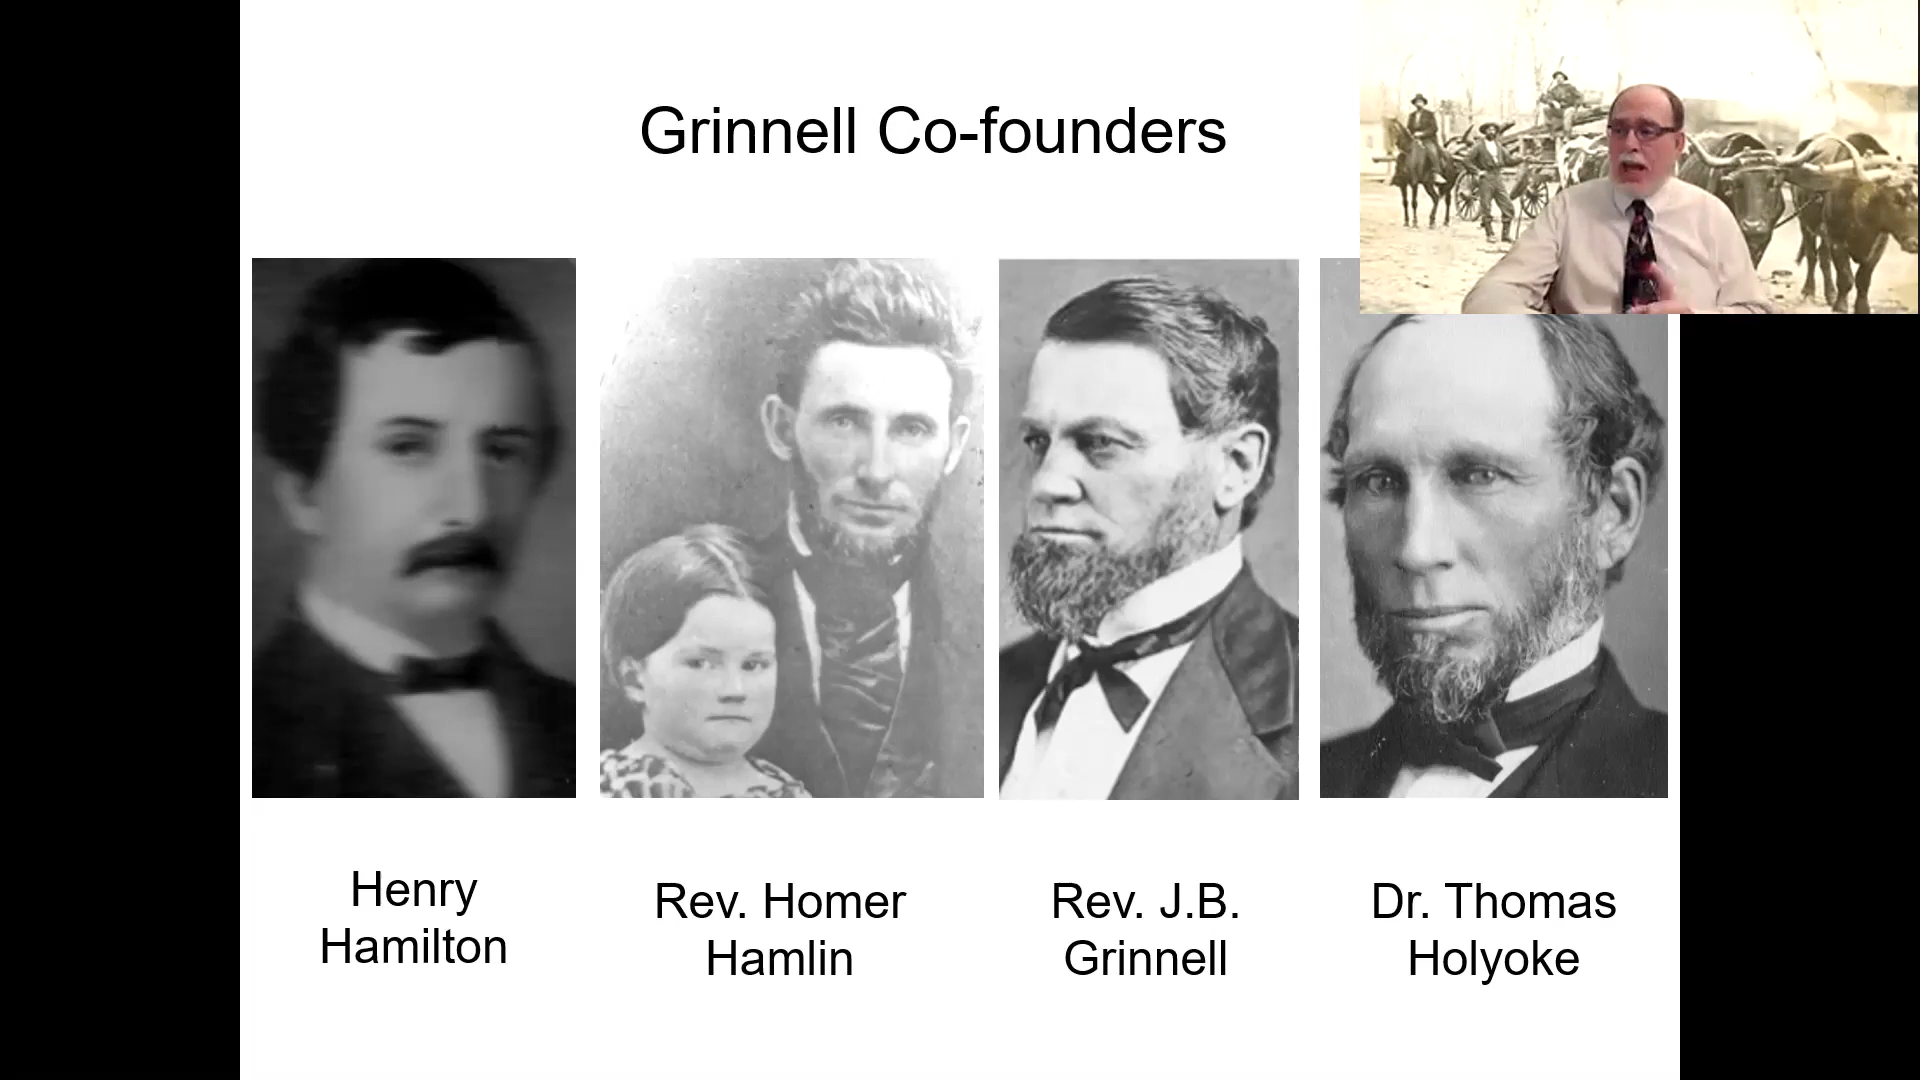 Grinnell Co-founders
Henry
Hamilton
Rev. Homer
Hamlin
Rev. J.B.
Grinnell
Dr. Thomas
Holyoke